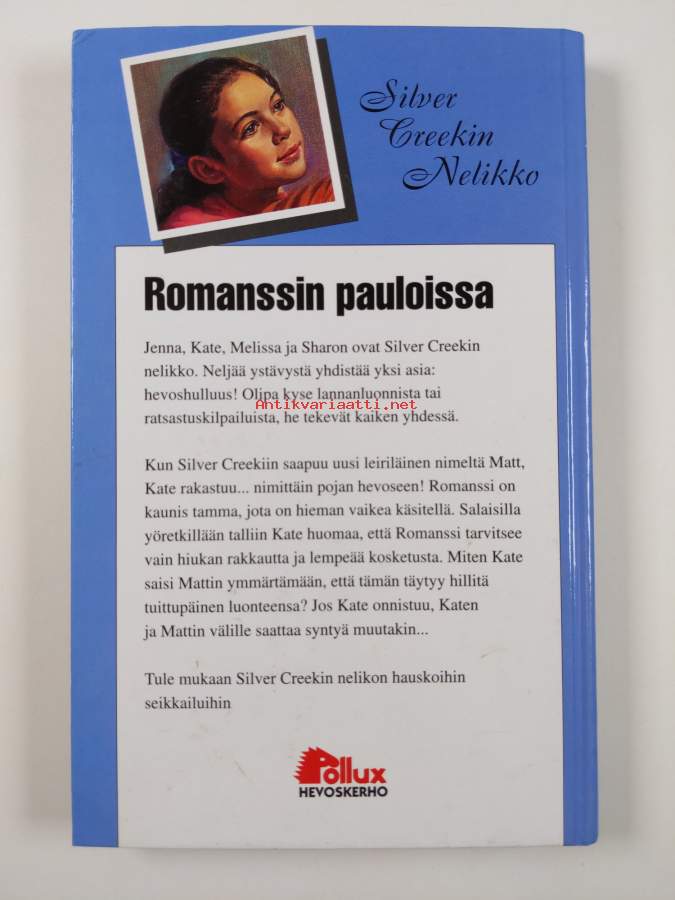 Silver
Creekin
Nelikko
Romanssin pauloissa
Jenna, Kate, Melissa ja Sharon ovat Silver Creekin
nelikko. Neljää ystävystä yhdistää yksi asia:
hevoshulluus! Olipa kyse lannanluonnista tai
Antikvariaatti.net
ratsastuskilpailuista, he tekevät kaiken yhdessä.
Kun Silver Creekiin saapuu uusi leiriläinen nimeltä Matt,
Kate rakastuu... nimittäin pojan hevoseen! Romanssi on
kaunis tamma, jota on hieman vaikea käsitellä. Salaisilla
yöretkillään talliin Kate huomaa, että Romanssi tarvitsee
vain hiukan rakkautta ja lempeää kosketusta. Miten Kate
saisi Mattin ymmärtämään, että tämän täytyy hillitä
tuittupäinen luonteensa? Jos Kate onnistuu, Katen
ja Mattin välille saattaa syntyä muutakin...
Tule mukaan Silver Creekin nelikon hauskoihin
seikkailuihin
Pollux
HEVOSKERHO